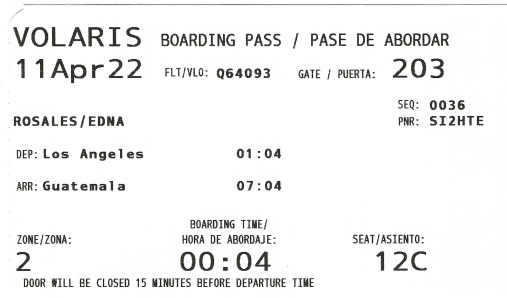 VOLARIS BOARDING PASS / PASE DE ABORDAR
11Apr22 FLT/VLO: Q64093 GATE / PUERTA: 203
SEQ: 0036
ROSALES/EDNA PNR: SI2HTE
DEP: Los Angeles 01:04
ARR: Guatemala 07:04
BOARDING TIME/
ZONE/ZONA: HORA DE ABORDAJE: SEAT/ASIENTO:
2 00:04 12C
DOOR WILL BE CLOSED 15 MINUTES BEFORE DEPARTURE TIME